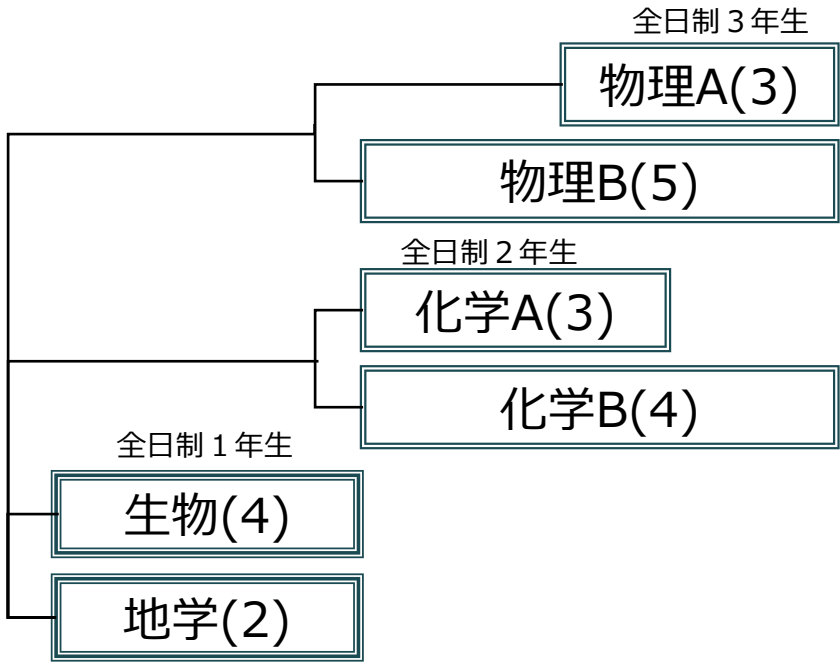 全日制３年生
物理A(3)
物理B(5)
全日制２年生
化学A(3)
化学B(4)
全日制１年生
生物(4)
地学(2)